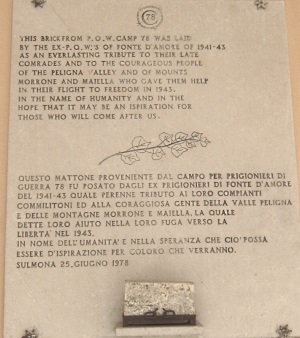 78
THIS BRICK FROM P.O.W. CAMP 78 WAS LAID
BY THE EX-P.O.W.'S OF FONTE D'AMORE OF 1941-43
AS AN EVERLASTING TRIBUTE TO THEIR LATE
COMRADES AND TO THE COURAGEOUS PEOPLE
OF THE PELIGNA VALLEY AND OF MOUNTS
MORRONE AND MAIELLA WHO GAVE THEM HELP
IN THEIR FLIGHT TO FREEDOM IN 1943.
IN THE NAME OF HUMANITY AND IN THE
HOPE THAT IT MAY BE AN ISPIRATION FOR
THOSE WHO WILL COME AFTER US.
QUESTO MATTONE PROVENIENTE DAL CAMPO PER PRIGIONIERI DI
GUERRA 78 FU POSATO DAGLI EX PRIGIONIERI DI FONTE D'AMORE
DEL 1941-43 QUALE PERENNE TRIBUTO AI LORO COMPIANTI
COMMILITONI ED ALLA CORAGGIOSA GENTE DELLA VALLE PELIGNA
E DELLE MONTAGNE MORRONE E MAIELLA, LA QUALE
DETTE LORO AIUTO NELLA LORO FUGA VERSO LA
LIBERTA' NEL 1943.
IN NOME DELL'UMANITA' E NELLA SPERANZA CHE CIO' POSSA
ESSERE D'ISPIRAZIONE PER COLORO CHE VERRANNO.
SULMONA 25, GIUGNO 1978